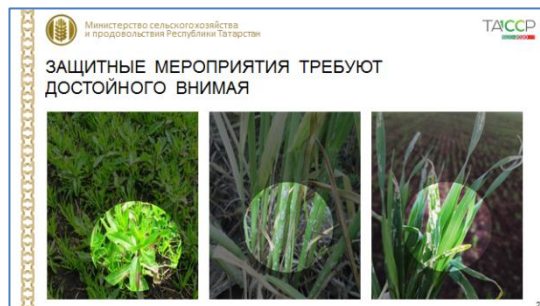 Министерство сельского хозяйства
и продовольствия Республики Татарстан
ТАССР
ЗАЩИТНЫЕ МЕРОПРИЯТИЯ ТРЕБУЮТ
ДОСТОЙНОГО ВНИМАЯ